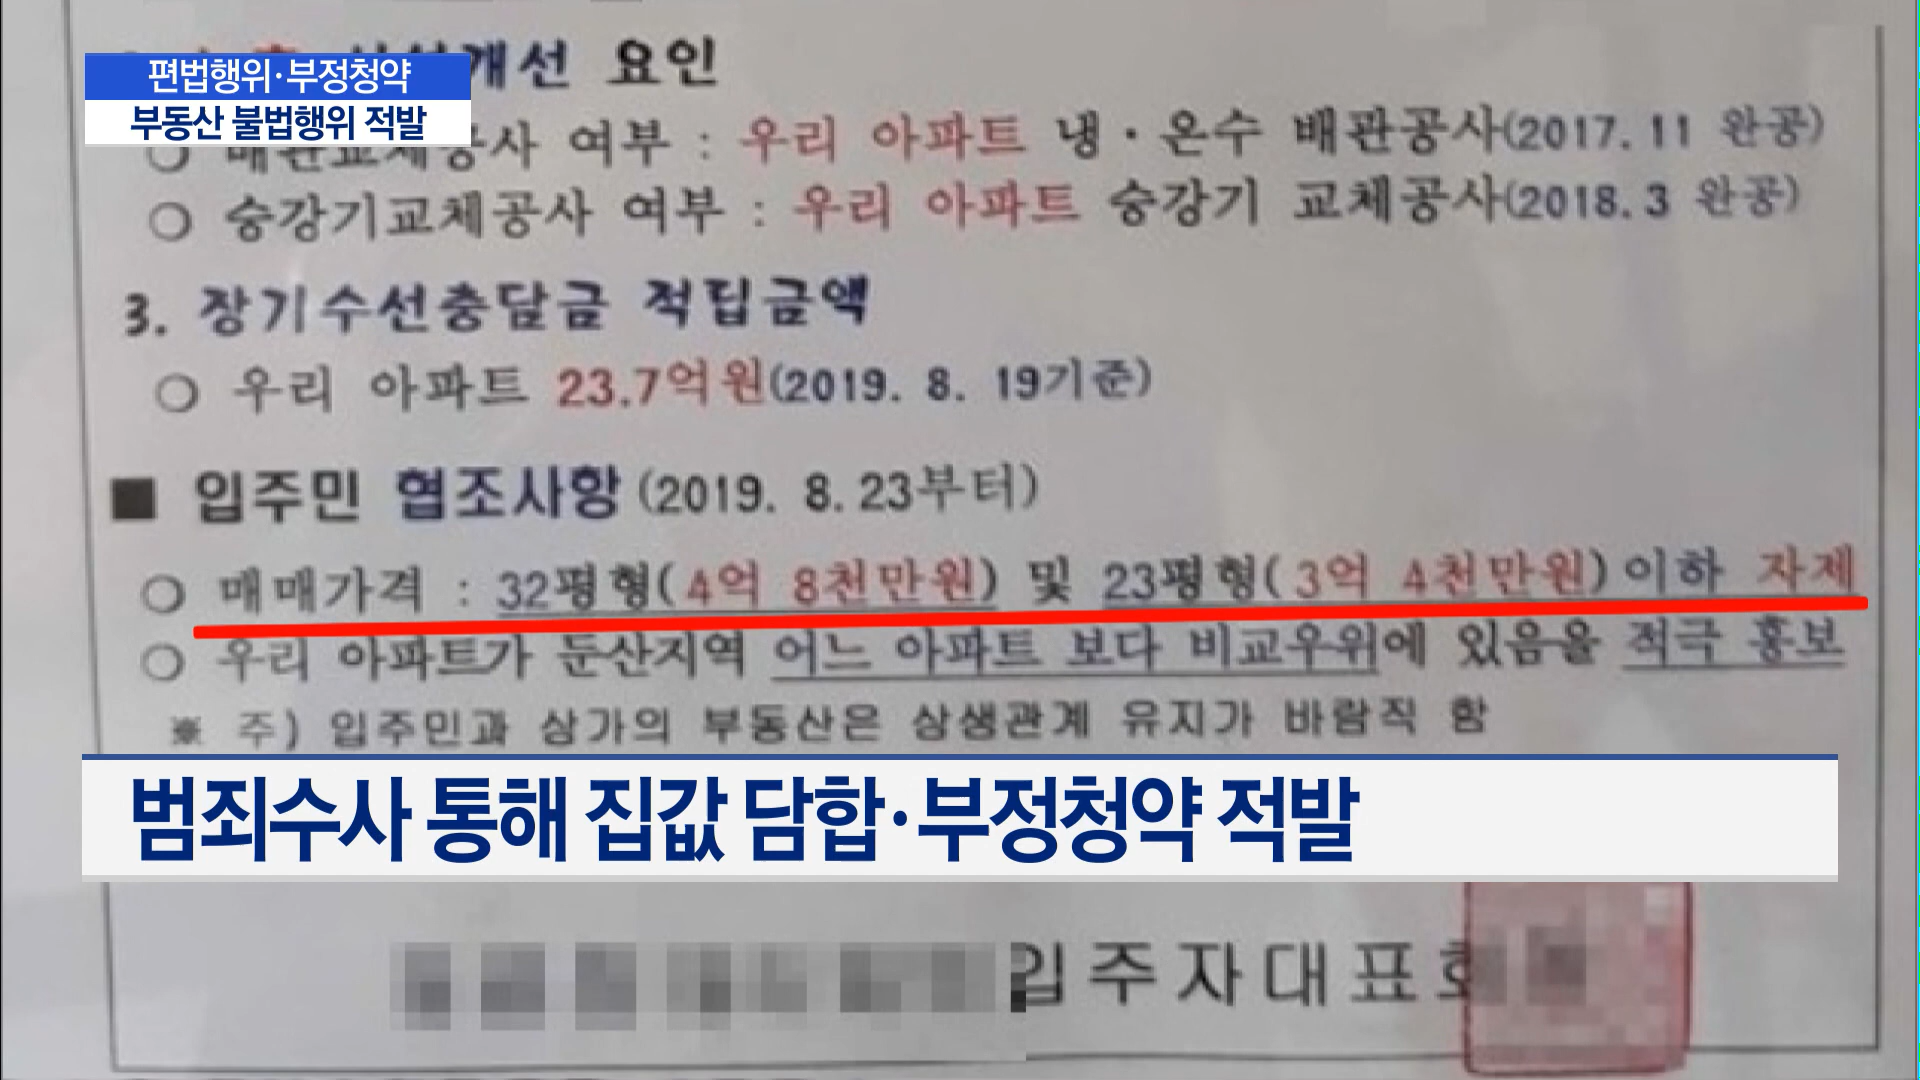 편법행위·부정청약
부동산 불법행위 적발
개선 요인
○ 배관교체공사 여부 : 우리 아파트 냉·온수 배관공사(2017. 11 완공)
○ 승강기교체공사 여부 : 우리 아파트 승강기 교체공사(2018. 3 완공)
3. 장기수선충담금 적립금액
○ 우리 아파트 23.7억원(2019. 8. 19기준)
■ 입주민 협조사항(2019. 8. 23부터)
○ 매매가격 : 32평형(4억 8천만원) 및 23평형(3억 4천만원)이하 자제
○ 우리 아파트가 둔산지역 어느 아파트 보다 비교우위에 있음을 적극 홍보
※ 주) 입주민과 상가의 부동산은 상생관계 유지가 바람직 함
범죄수사 통해 집값 담합·부정청약 적발
입주자대표회